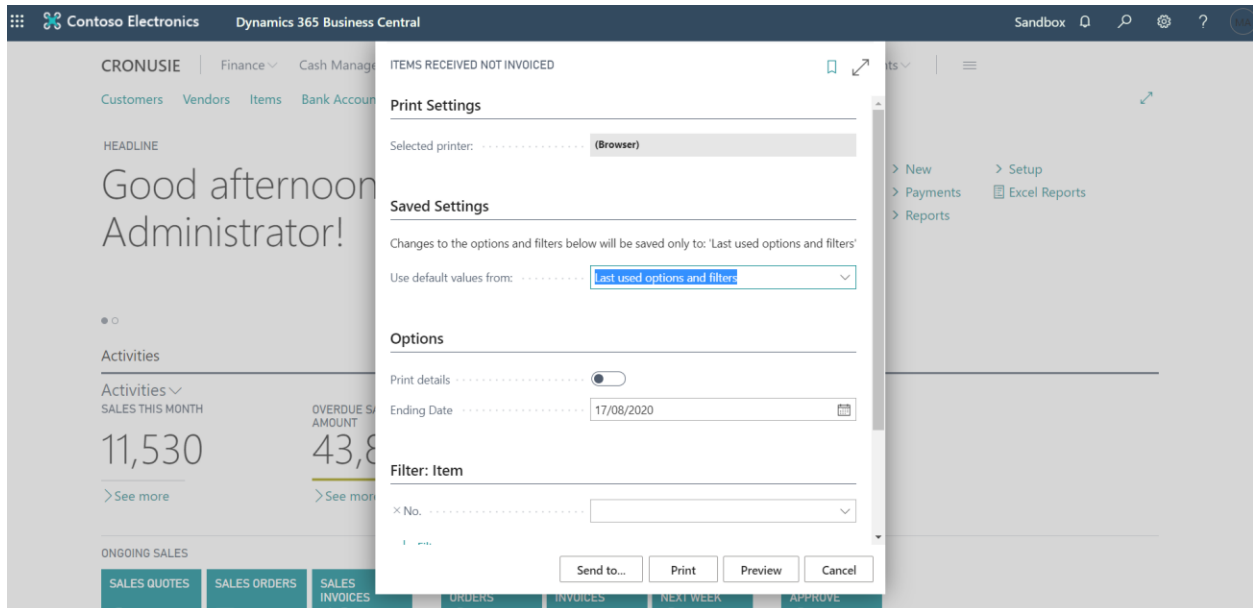 Contoso Electronics Dynamics 365 Business Central Sandbox ?
CRONUSIE Finance Cash Manage
Customers Vendors Items Bank Accoun
HEADLINE
Good afternoon
Administrator!
> New > Setup
> Payments Excel Reports
> Reports
Activities
Activities
SALES THIS MONTH
11,530
>See more
OVERDUE SA
AMOUNT
43,8
>See mor
ONGOING SALES
SALES QUOTES
SALES ORDERS
SALES
INVOICES
ORDERS
INVOICES
NEXT WEEK
APPROVE
ITEMS RECEIVED NOT INVOICED
Print Settings
Selected printer: (Browser)
Saved Settings
Changes to the options and filters below will be saved only to: 'Last used options and filters'
Use default values from: Last used options and filters
Options
Print details
Ending Date 17/08/2020
Filter: Item
× No.
Send to... Print Preview Cancel